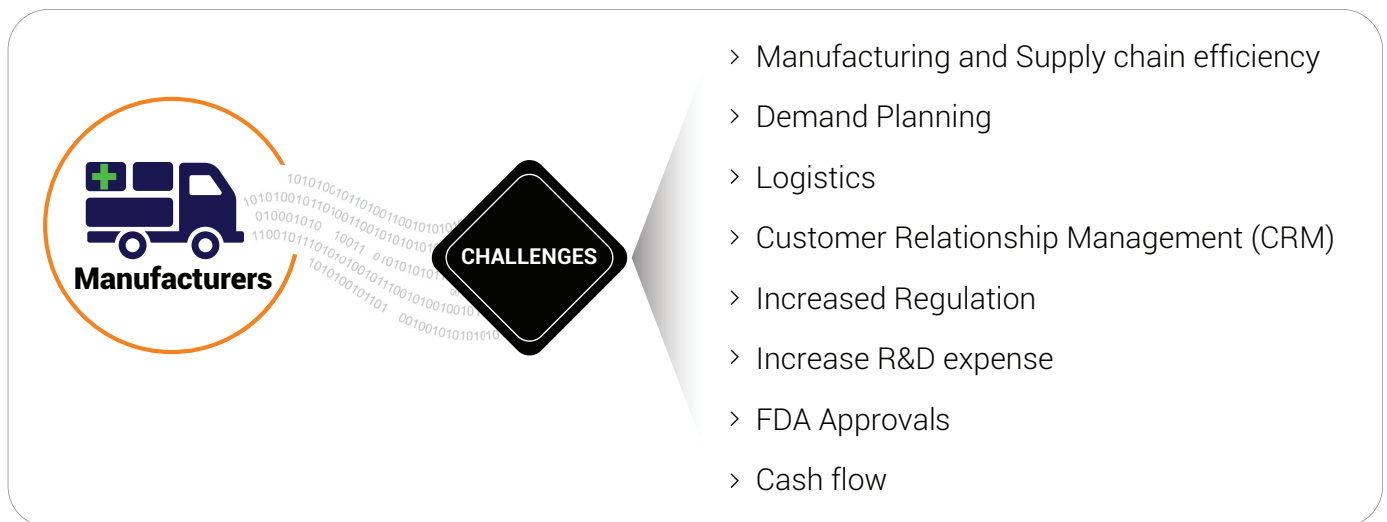 Manufacturers
CHALLENGES
Manufacturing and Supply chain efficiency
Demand Planning
Logistics
Customer Relationship Management (CRM)
Increased Regulation
Increase R&D expense
FDA Approvals
Cash flow